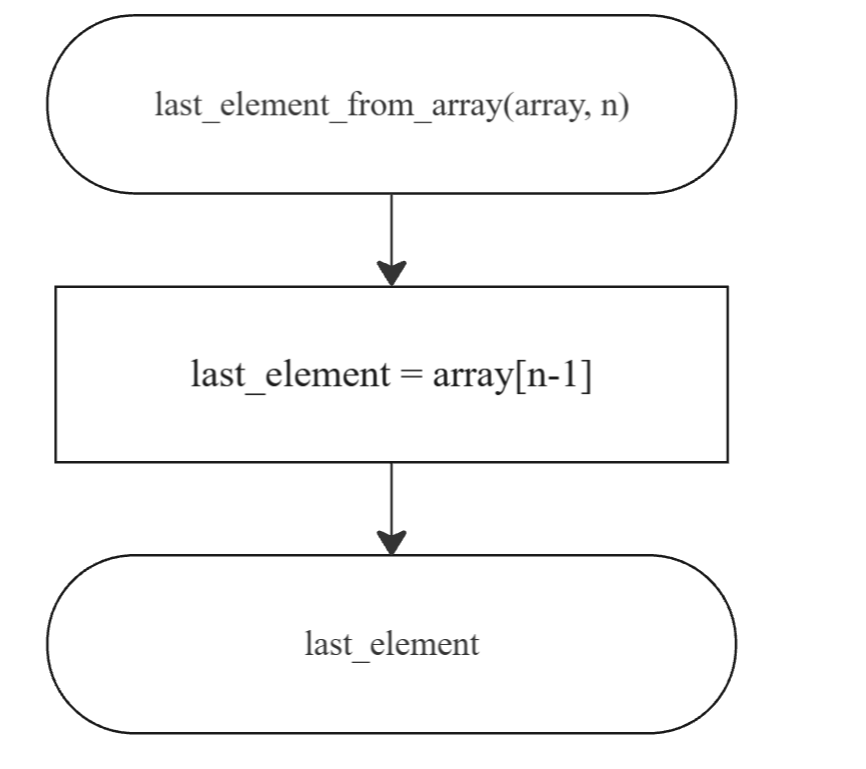 last_element_from_array(array, n)
last_element = array[n-1]
last_element